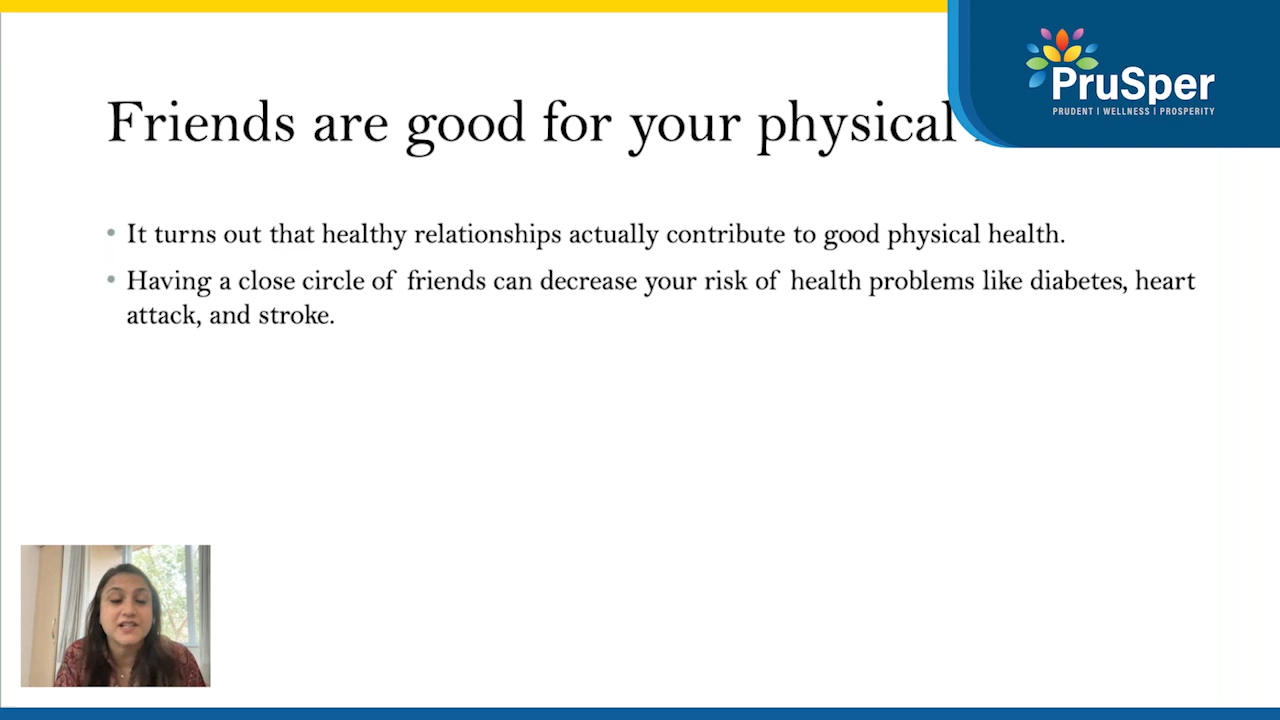 Friends are good for your physical
PruSper
PRUDENT | WELLNESS | PROSPERITY
• It turns out that healthy relationships actually contribute to good physical health.
• Having a close circle of friends can decrease your risk of health problems like diabetes, heart
attack, and stroke.